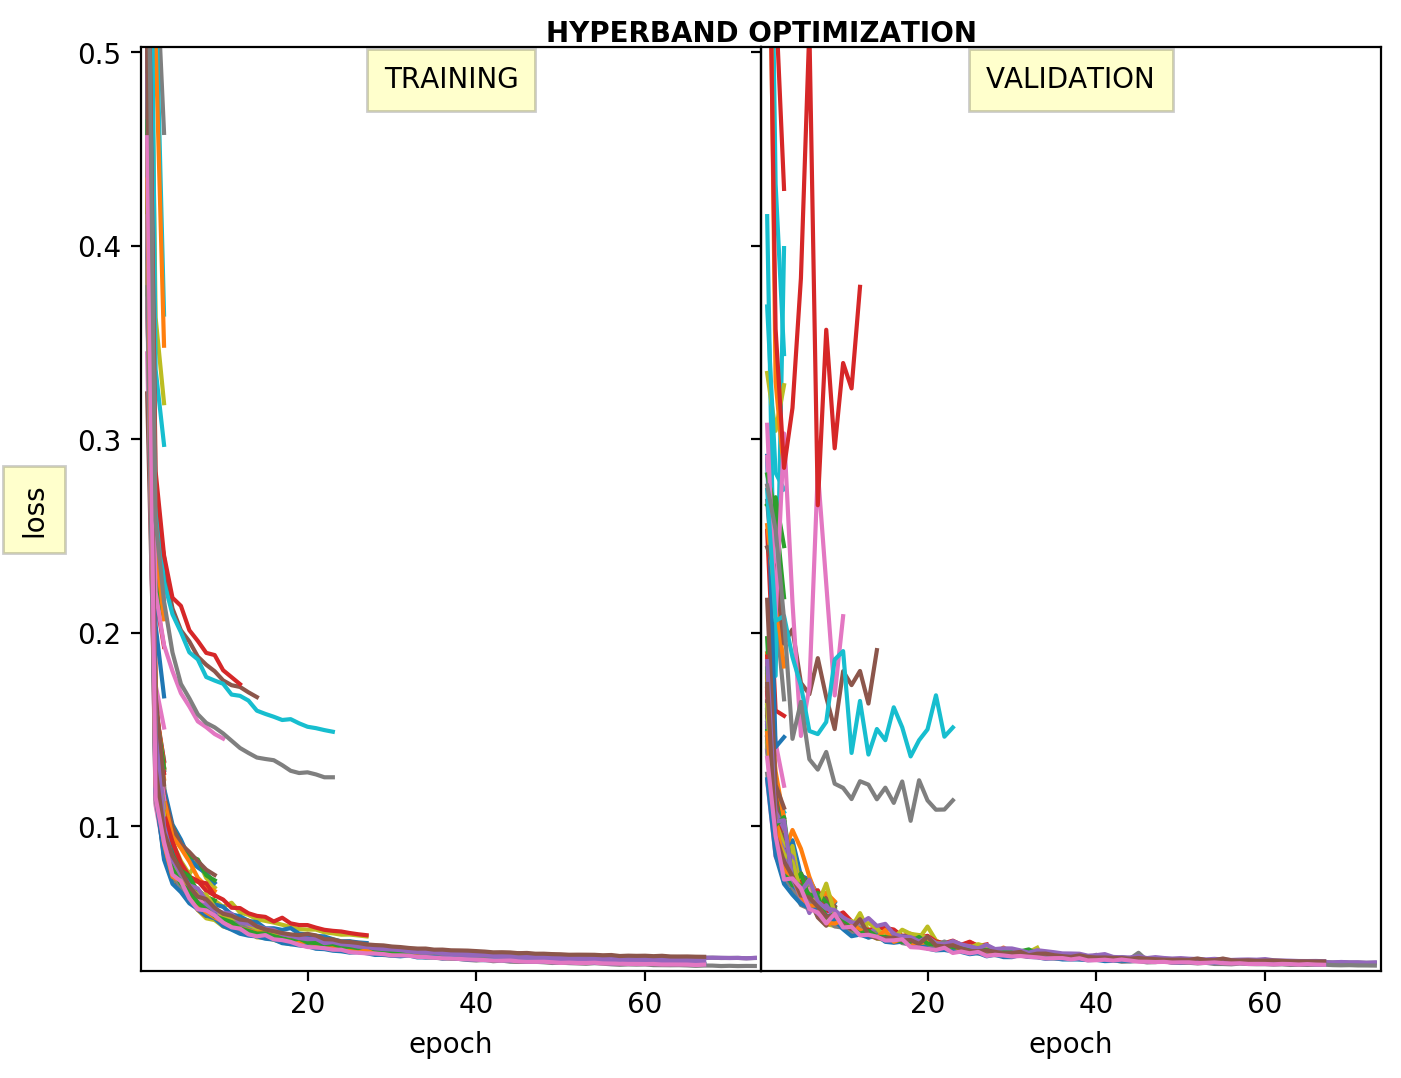 HYPERBAND OPTIMIZATION
TRAINING
VALIDATION
0.5
0.4
0.3
0.2
0.1
loss
20 40 60
20 40 60
epoch
epoch